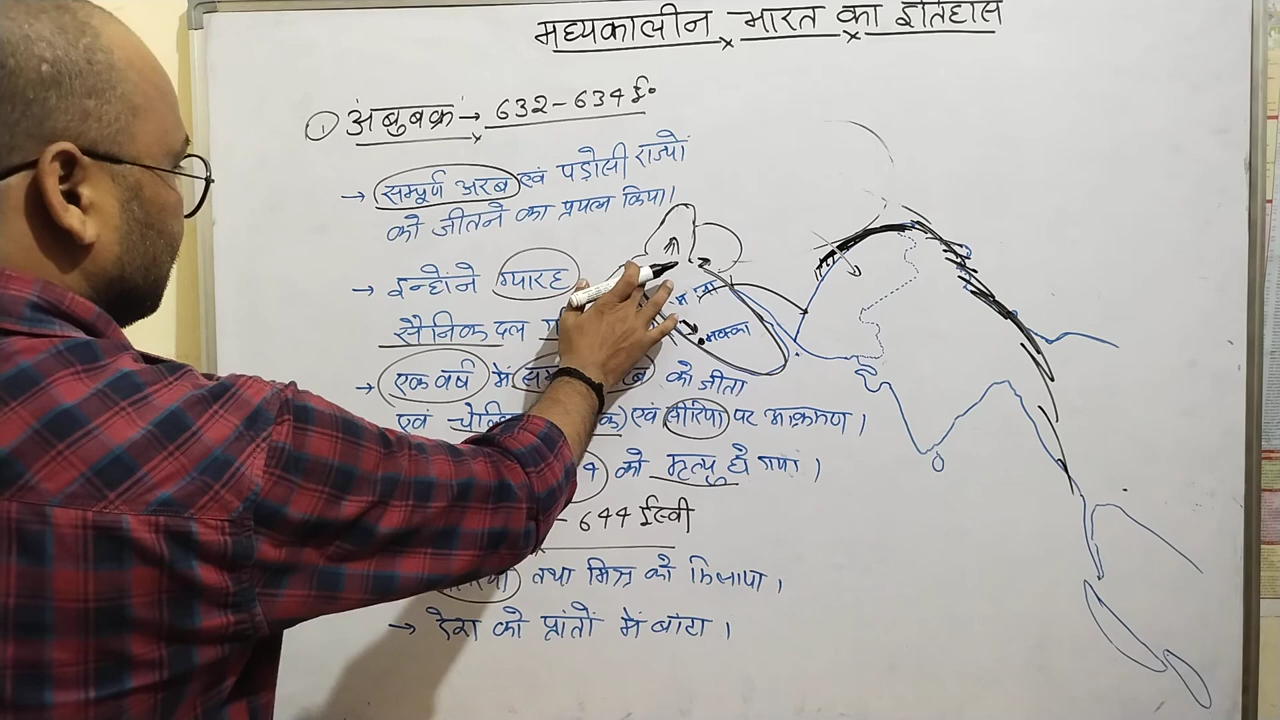 मध्यकालीन भारत का इतिहास
① अबुबक्र → 632 - 634 ई०
→ सम्पूर्ण अरब एवं पड़ोसी राज्यों
को जीतने का प्रयत्न किया।
→ इन्होंने ग्यारह
सैनिक दल
→ एक वर्ष में को जीता
एवं एवं सीरिया पर आक्रमण।
को मृत्यु हो गया।
- 644 ईस्वी
तथा मिस्र को मिलाया।
→ देश को प्रांतों में बांटा।
मक्का